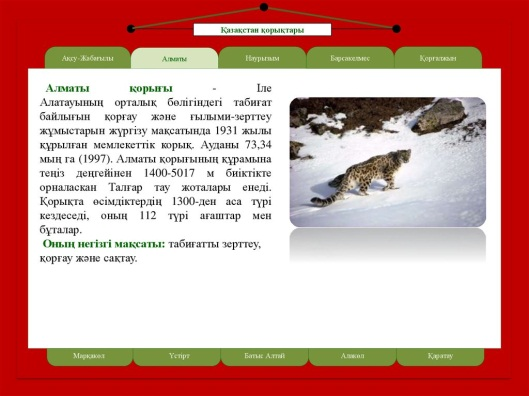 Қазақстан қорықтары
Ақсу-Жабағылы
Алматы
Наурызым
Барсакелмес
Қорғалжын
Алматы қорығы - Іле
Алатауының орталық бөлігіндегі табиғат
байлығын қорғау және ғылыми-зерттеу
жұмыстарын жүргізу мақсатында 1931 жылы
құрылған мемлекеттік корық. Ауданы 73,34
мың га (1997). Алматы қорығының құрамына
теңіз деңгейінен 1400-5017 м биіктікте
орналаскан Талғар тау жоталары енеді.
Қорықта өсімдіктердің 1300-ден аса түрі
кездеседі, оның 112 түрі ағаштар мен
бұталар.
Оның негізгі мақсаты: табиғатты зерттеу,
қорғау және сақтау.
Марқакөл
Үстірт
Батыс Алтай
Алакөл
Қаратау